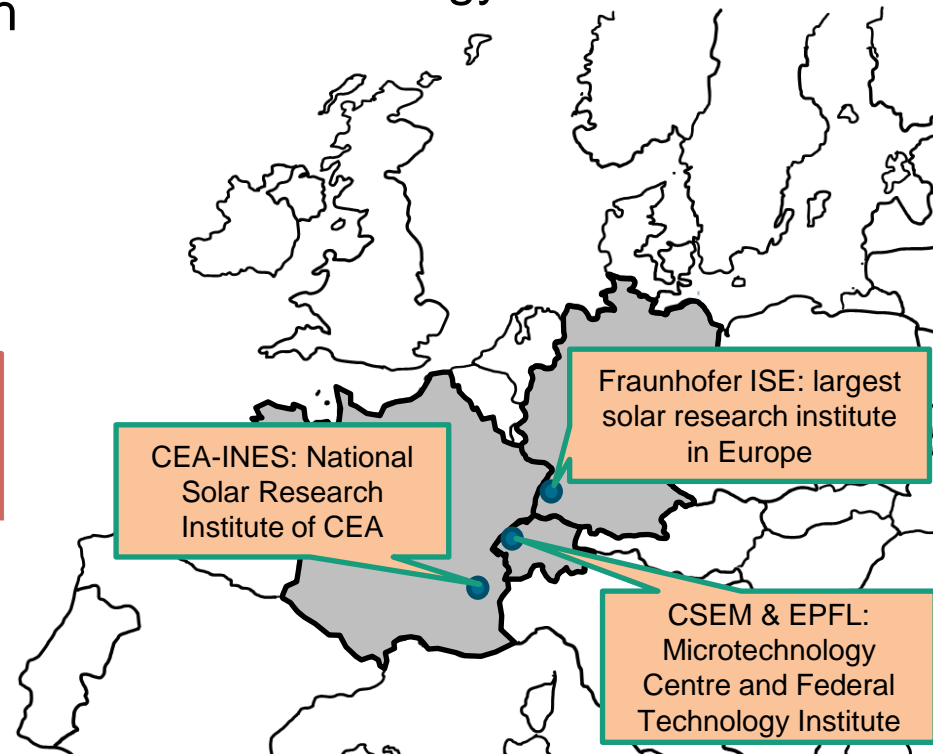 n
gy
Fraunhofer ISE: largest
solar research institute
in Europe
CEA-INES: National
Solar Research
Institute of CEA
CSEM & EPFL:
Microtechnology
Centre and Federal
Technology Institute